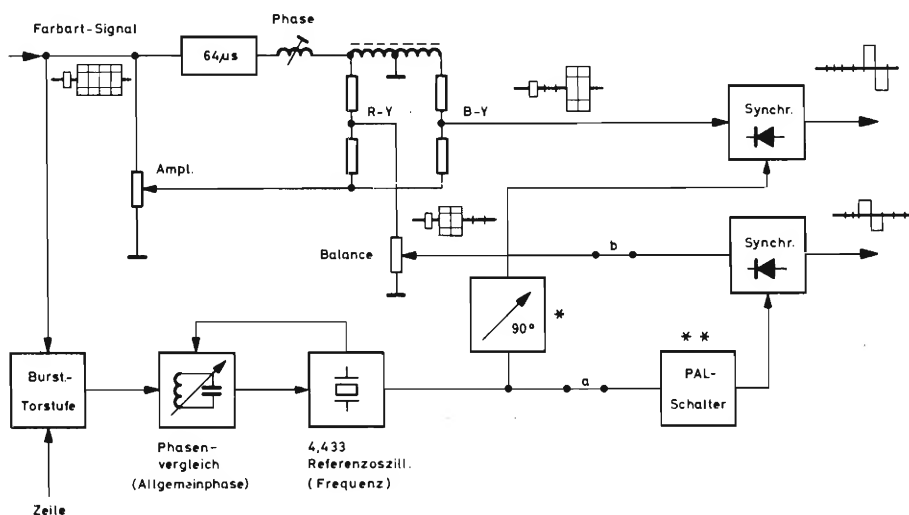 Phase
Farbart-Signal
64µs
R-Y
B-Y
Synchr.
Ampl.
Balance
b
Synchr.
90°
*
* *
a
PAL-
Schalter
Burst-
Torstufe
Phasen-
vergleich
(Allgemeinphase)
4,433
Referenzoszill.
(Frequenz)
Zeile